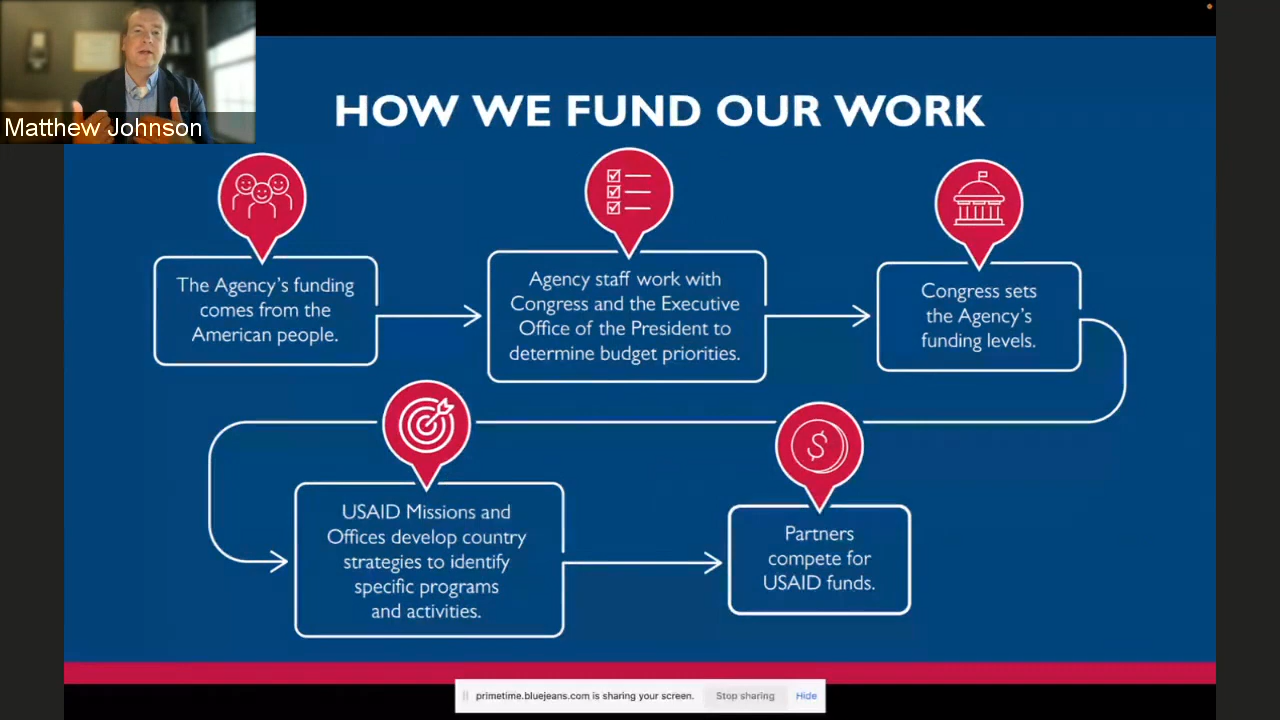 Matthew Johnson
HOW WE FUND OUR WORK
The Agency’s funding
comes from the
American people.
Agency staff work with
Congress and the Executive
Office of the President to
determine budget priorities.
Congress sets
the Agency’s
funding levels.
USAID Missions and
Offices develop country
strategies to identify
specific programs
and activities.
$
Partners
compete for
USAID funds.
primetime.bluejeans.com is sharing your screen. Stop sharing Hide